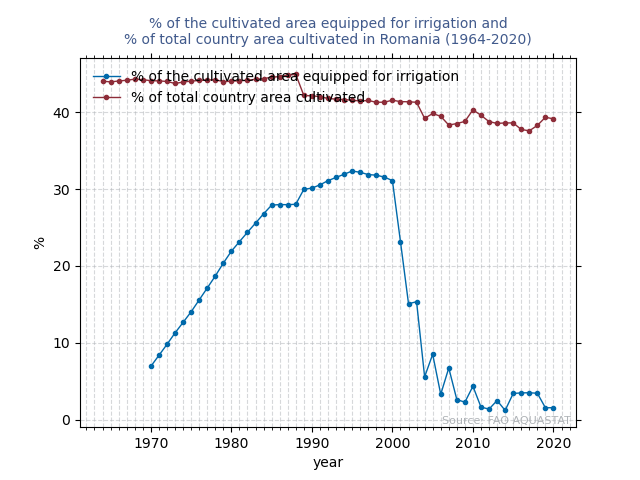 % of the cultivated area equipped for irrigation and
% of total country area cultivated in Romania (1964-2020)
% of the cultivated area equipped for irrigation
% of total country area cultivated
%
40
30
20
10
0
1970 1980 1990 2000 2010 2020
year
Source: FAO AQUASTAT